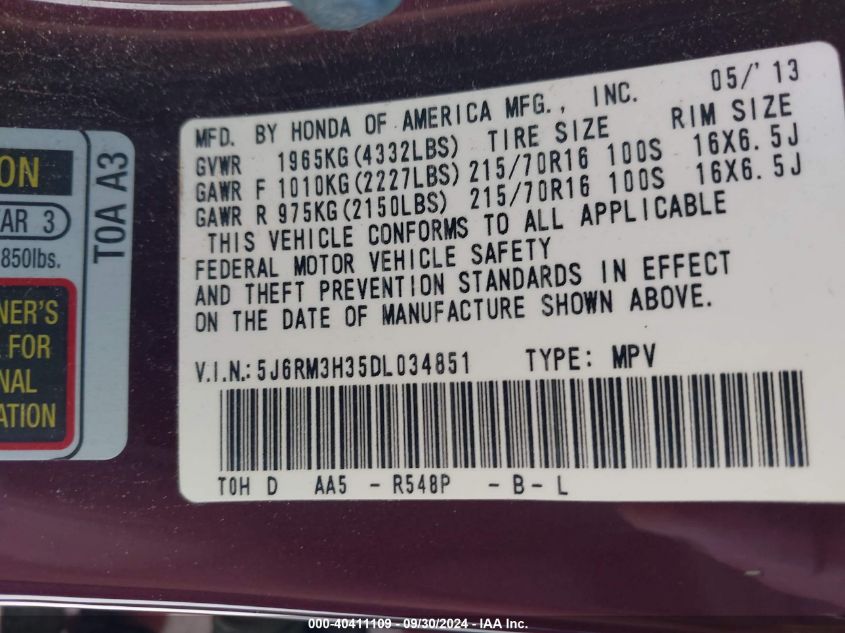 MFD. BY HONDA OF AMERICA MFG., INC. 05/'13
TIRE SIZE RIM SIZE
GVWR 1965KG(4332LBS)
GAWR F 1010KG(2227LBS) 215/70R16 100S 16X6.5J
GAWR R 975KG(2150LBS) 215/70R16 100S 16X6.5J
THIS VEHICLE CONFORMS TO ALL APPLICABLE
FEDERAL MOTOR VEHICLE SAFETY
AND THEFT PREVENTION STANDARDS IN EFFECT
ON THE DATE OF MANUFACTURE SHOWN ABOVE.
V.I.N.: 5J6RM3H35DL034851 TYPE: MPV
T0H D AA5 - R548P - B - L
ON
AR 3
850lbs.
NER'S
FOR
NAL
ATION
T0A A3
000-40411109 - 09/30/2024 - IAA Inc.